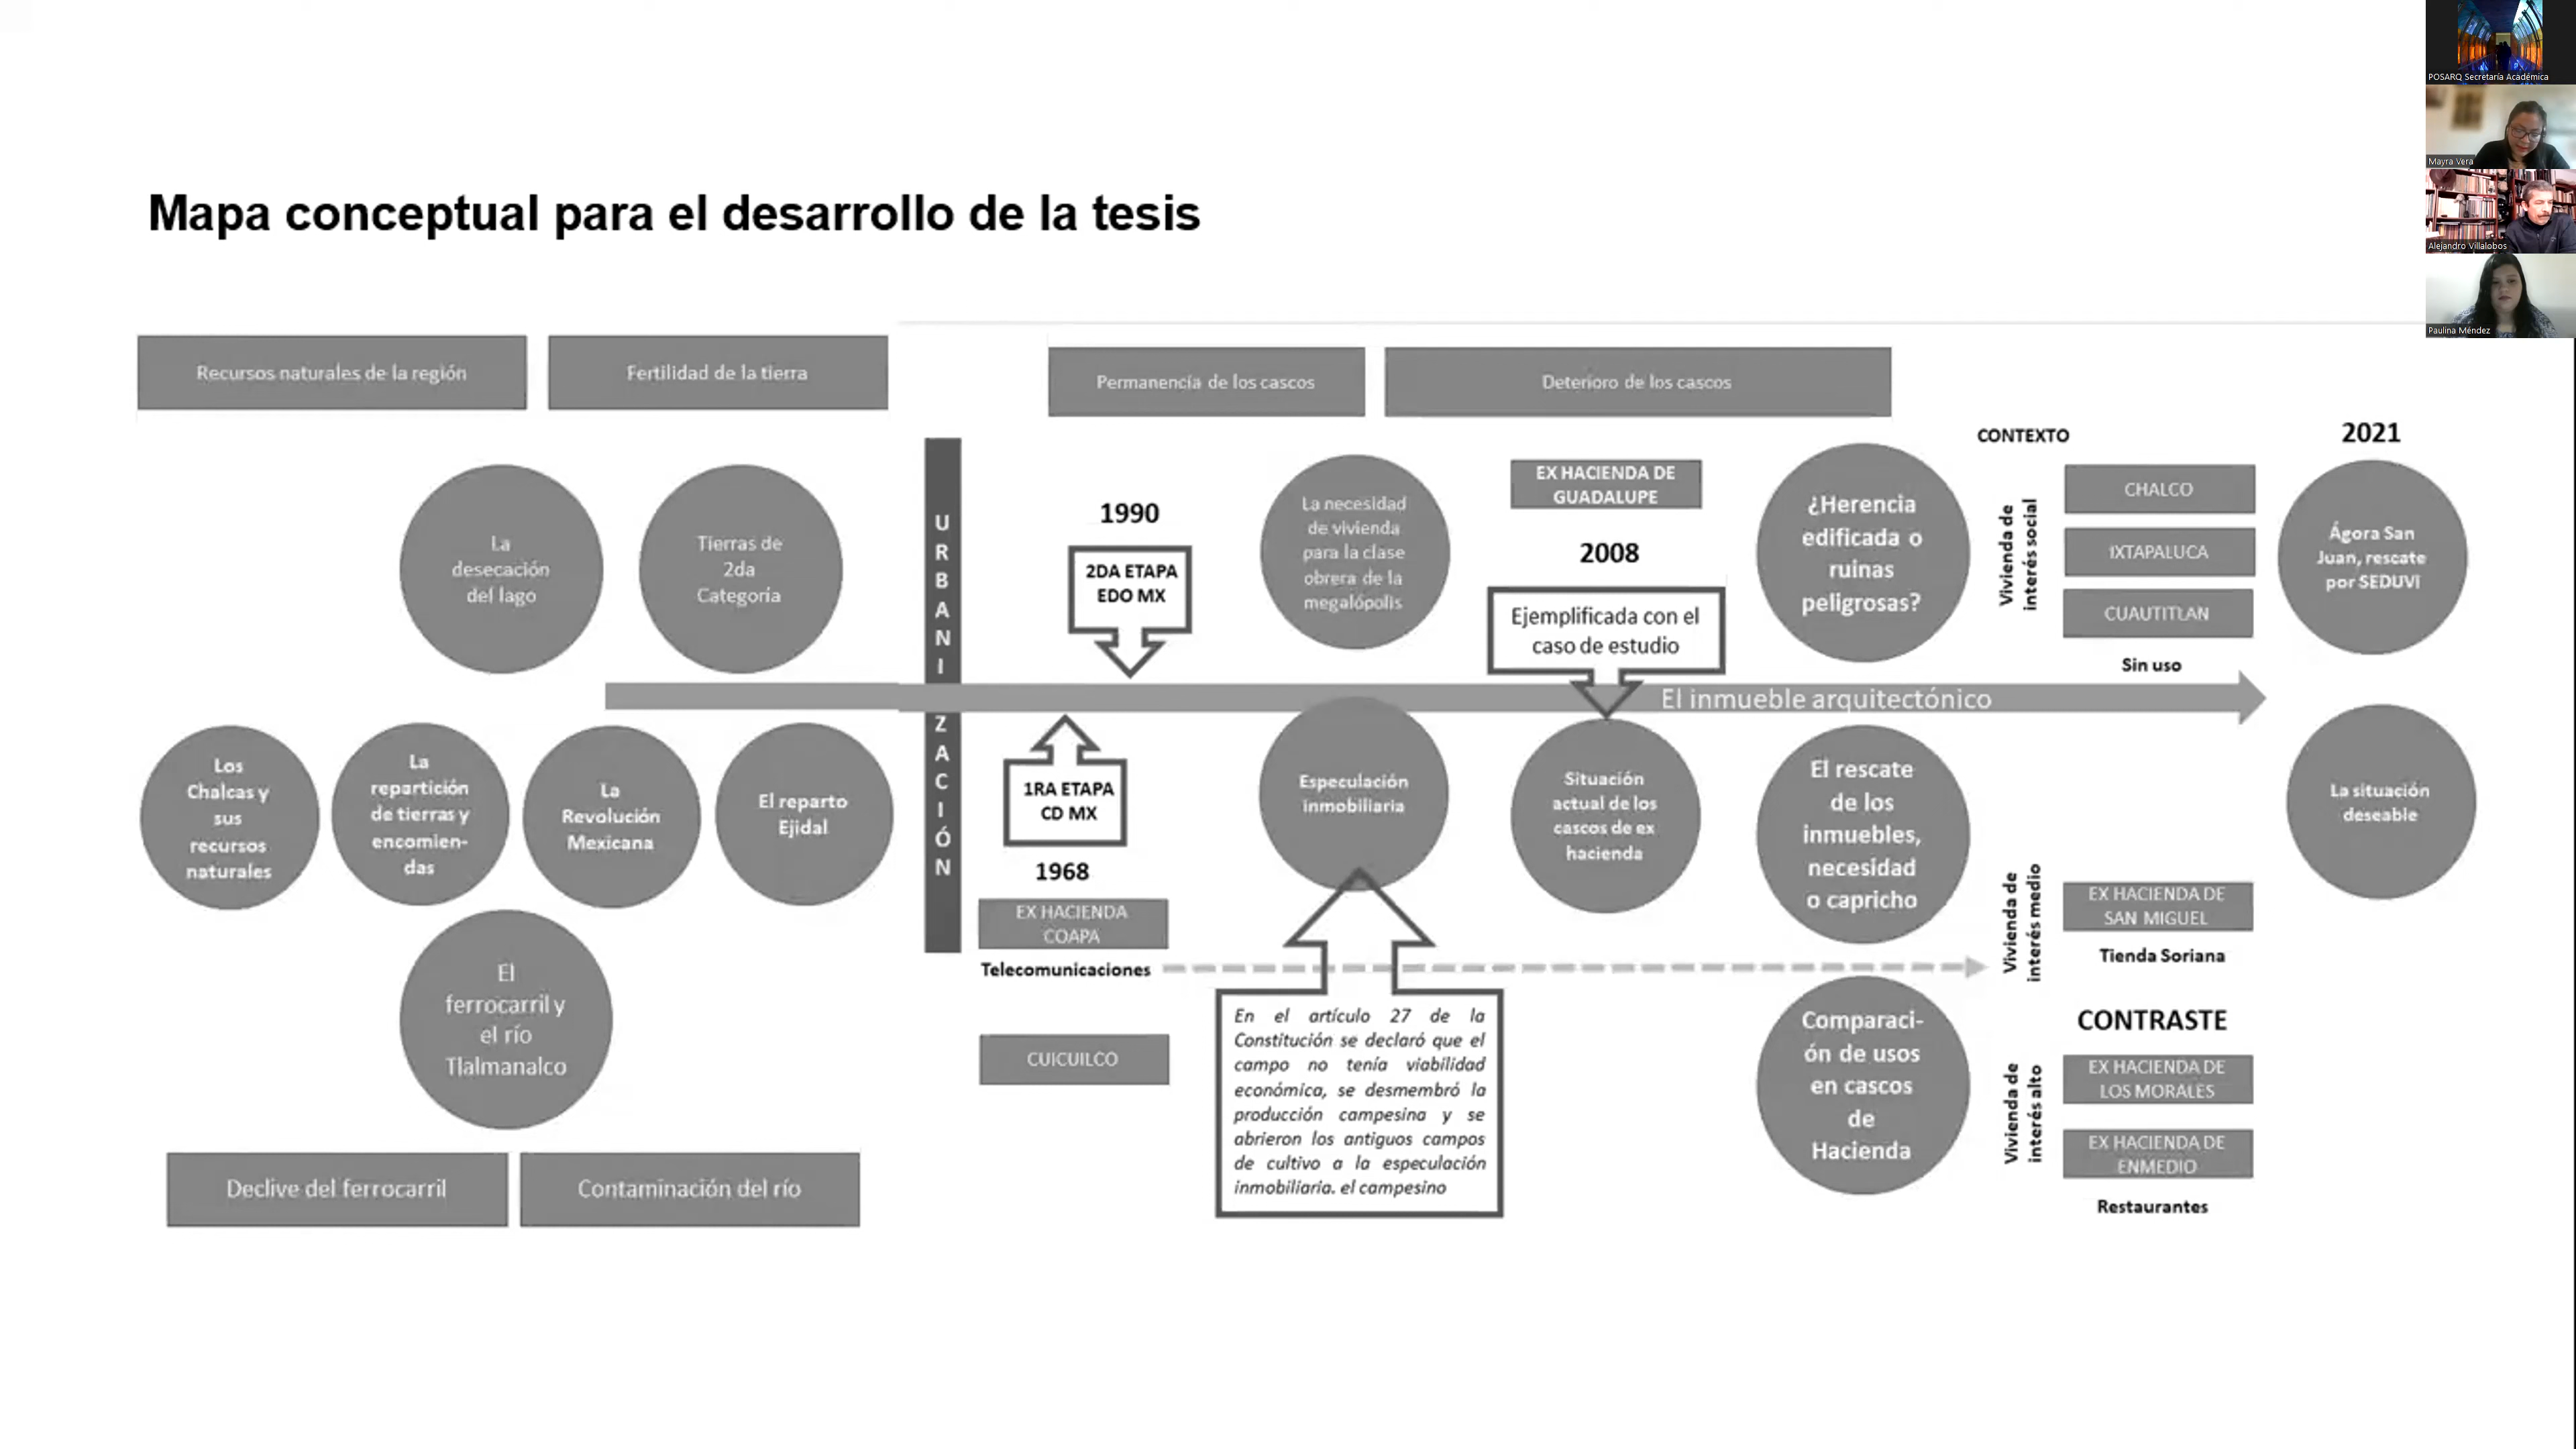 POSARQ Secretaría Académica
Mayra Vera
Alejandro Villalobos
Paulina Méndez
Mapa conceptual para el desarrollo de la tesis
Recursos naturales de la región
Fertilidad de la tierra
Permanencia de los cascos
Deterioro de los cascos
La
desecación
del lago
Tierras de
2da
Categoría
Los
Chalcas y
sus
recursos
naturales
La
repartición
de tierras y
encomien-
das
La
Revolución
Mexicana
El reparto
Ejidal
El
ferrocarril y
el río
Tlalmanalco
Declive del ferrocarril
Contaminación del río
U
R
B
A
N
I
Z
A
C
I
Ó
N
1990
2DA ETAPA
EDO MX
1RA ETAPA
CD MX
1968
EX HACIENDA
COAPA
Telecomunicaciones
CUICUILCO
La necesidad
de vivienda
para la clase
obrera de la
megalópolis
Especulación
inmobiliaria
En el artículo 27 de la
Constitución se declaró que el
campo no tenía viabilidad
económica, se desmembró la
producción campesina y se
abrieron los antiguos campos
de cultivo a la especulación
inmobiliaria. el campesino
EX HACIENDA DE
GUADALUPE
2008
Ejemplificada con el
caso de estudio
El inmueble arquitectónico
Situación
actual de los
cascos de ex
hacienda
¿Herencia
edificada o
ruinas
peligrosas?
El rescate
de los
inmuebles,
necesidad
o capricho
Comparaci-
ón de usos
en cascos
de
Hacienda
CONTEXTO
Vivienda de
interés social
CHALCO
IXTAPALUCA
CUAUTITLAN
Sin uso
Vivienda de
interés medio
EX HACIENDA DE
SAN MIGUEL
Tienda Soriana
CONTRASTE
Vivienda de
interés alto
EX HACIENDA DE
LOS MORALES
EX HACIENDA DE
ENMEDIO
Restaurantes
2021
Ágora San
Juan, rescate
por SEDUVI
La situación
deseable